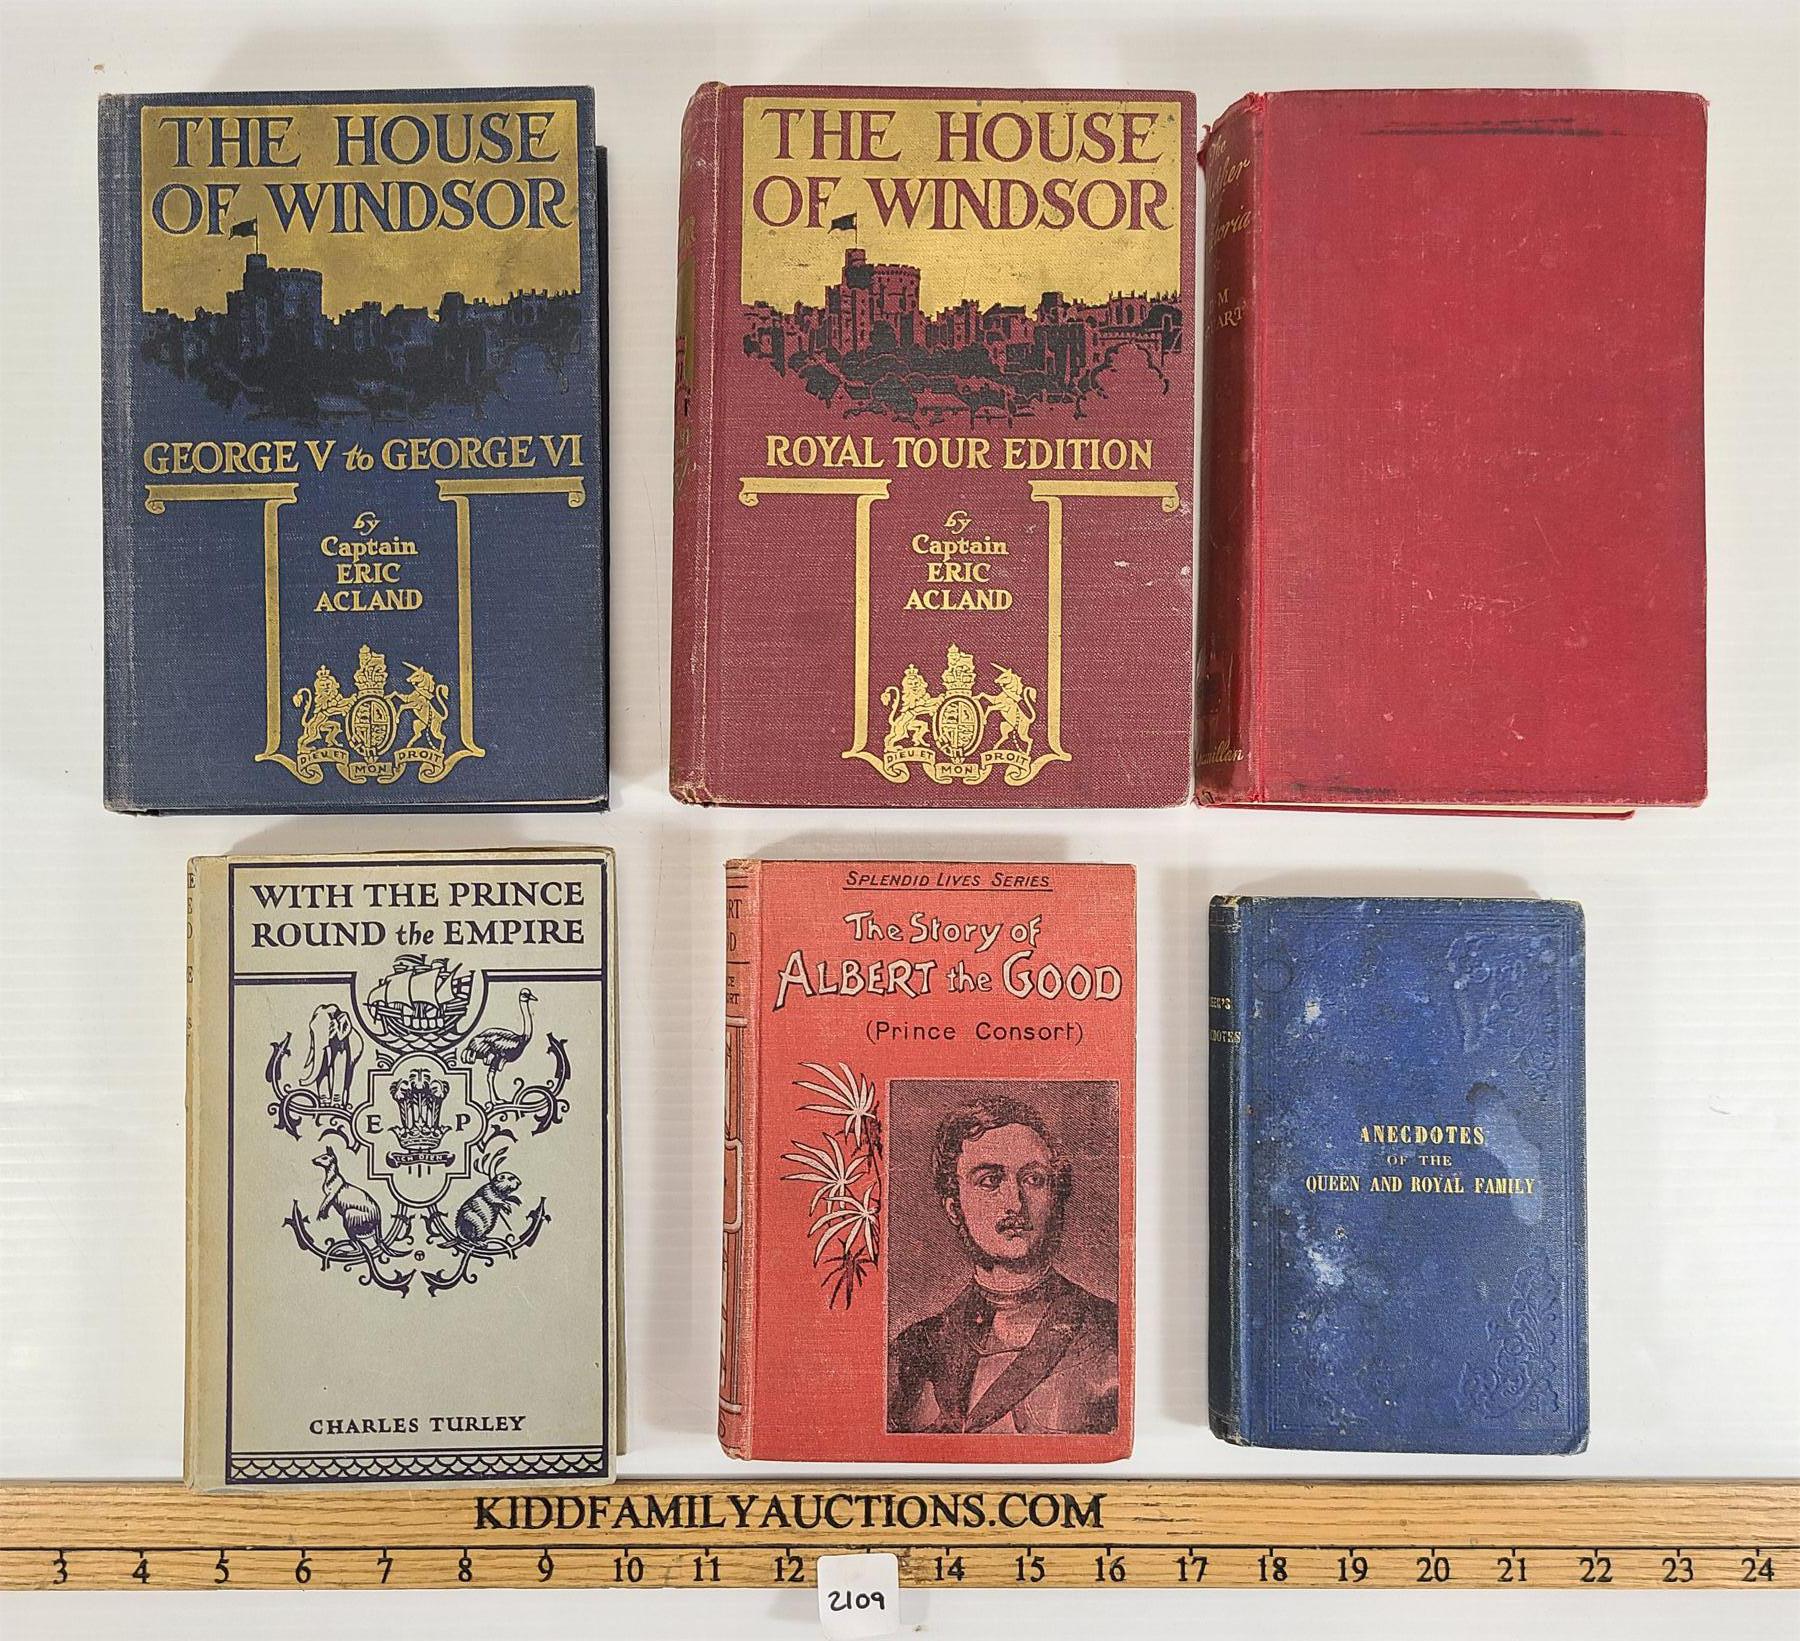 THE HOUSE
OF WINDSOR
GEORGE V to GEORGE VI
by
Captain
ERIC
ACLAND
DIEU ET MON DROIT
THE HOUSE
OF WINDSOR
ROYAL TOUR EDITION
by
Captain
ERIC
ACLAND
DIEU ET MON DROIT
WITH THE PRINCE
ROUND the EMPIRE
E P
ICH DIEN
CHARLES TURLEY
SPLENDID LIVES SERIES
The Story of
ALBERT the GOOD
(Prince Consort)
ANECDOTES
OF THE
QUEEN AND ROYAL FAMILY
KIDDFAMILYAUCTIONS.COM
3 4 5 6 7 8 9 10 11 12 14 15 16 17 18 19 20 21 22 23 24
2109